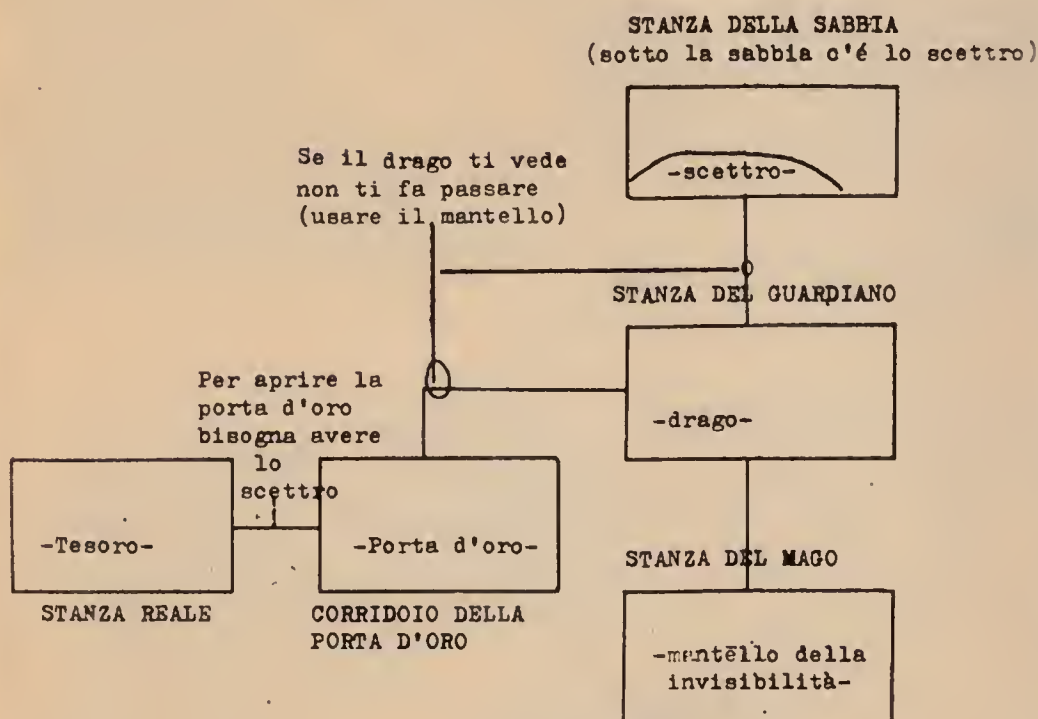 STANZA DELLA SABBIA
(sotto la sabbia c'é lo scettro)
-scettro-
Se il drago ti vede
non ti fa passare
(usare il mantello)
STANZA DEL GUARDIANO
-drago-
Per aprire la
porta d'oro
bisogna avere
lo
scettro
-Tesoro-
-Porta d'oro-
STANZA REALE
CORRIDOIO DELLA
PORTA D'ORO
STANZA DEL MAGO
-mantello della
invisibilità-